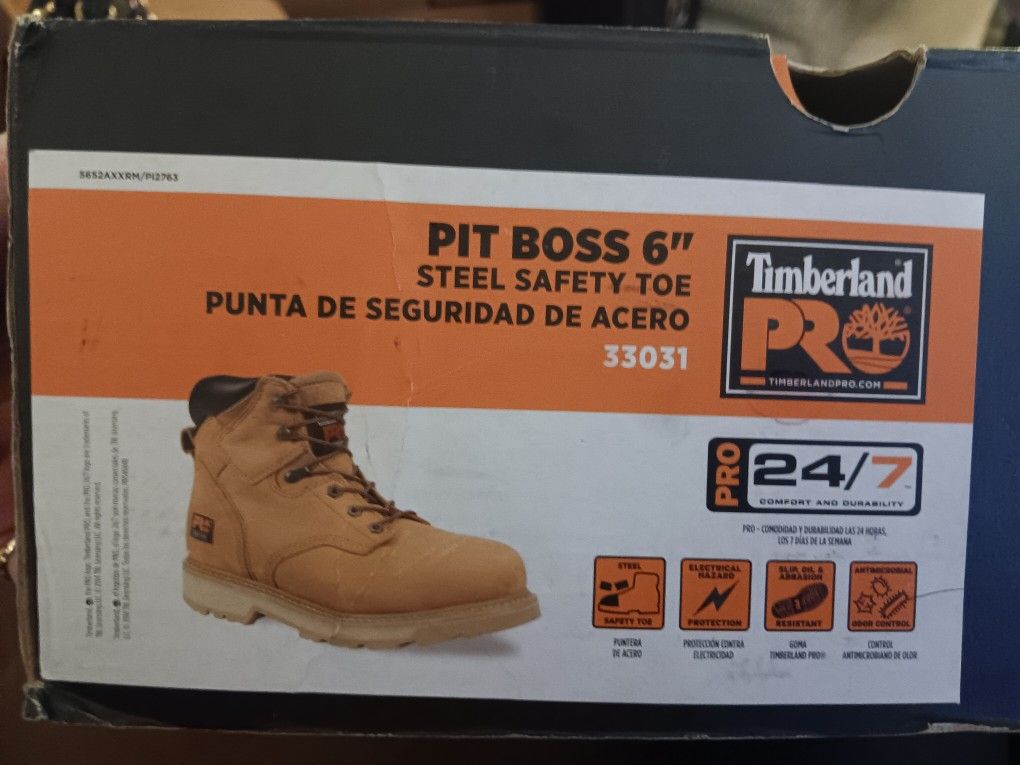 5652AXXRM/PI2763
PIT BOSS 6"
STEEL SAFETY TOE
PUNTA DE SEGURIDAD DE ACERO
33031
Timberland®
PRO®
TIMBERLANDPRO.COM
PRO
24/7™
COMFORT AND DURABILITY
PRO - COMODIDAD Y DURABILIDAD LAS 24 HORAS,
LOS 7 DÍAS DE LA SEMANA
STEEL
SAFETY TOE
PUNTERA
DE ACERO
ELECTRICAL
HAZARD
PROTECTION
PROTECCIÓN CONTRA
ELECTRICIDAD
SLIP, OIL, &
ABRASION
RESISTANT
GOMA
TIMBERLAND PRO®
ANTIMICROBIAL
ODOR CONTROL
CONTROL
ANTIMICROBIANO DE OLOR
PRO
PRO